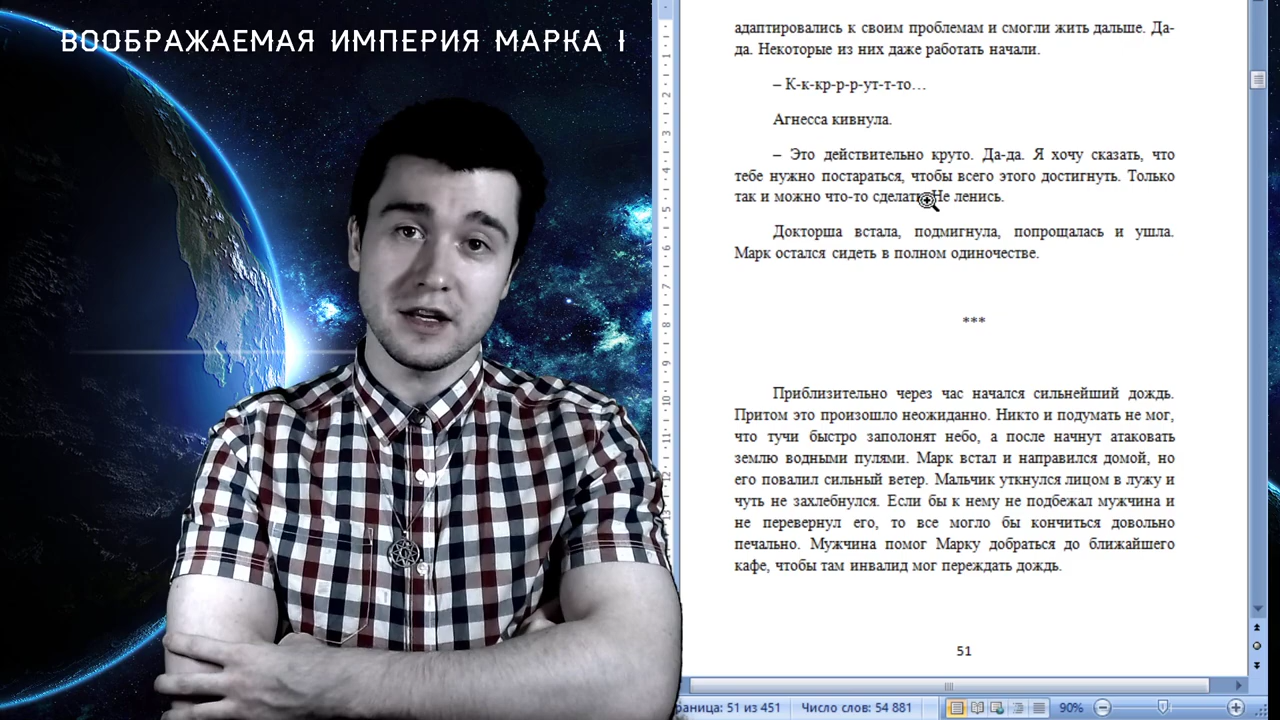 ВООБРАЖАЕМАЯ ИМПЕРИЯ МАРКА I
адаптировались к своим проблемам и смогли жить дальше. Да-
да. Некоторые из них даже работать начали.
– К-к-кр-р-р-ут-т-то…
Агнесса кивнула.
– Это действительно круто. Да-да. Я хочу сказать, что
тебе нужно постараться, чтобы всего этого достигнуть. Только
так и можно что-то сделать. Не ленись.
Докторша встала, подмигнула, попрощалась и ушла.
Марк остался сидеть в полном одиночестве.
***
Приблизительно через час начался сильнейший дождь.
Притом это произошло неожиданно. Никто и подумать не мог,
что тучи быстро заполонят небо, а после начнут атаковать
землю водными пулями. Марк встал и направился домой, но
его повалил сильный ветер. Мальчик уткнулся лицом в лужу и
чуть не захлебнулся. Если бы к нему не подбежал мужчина и
не перевернул его, то все могло бы кончиться довольно
печально. Мужчина помог Марку добраться до ближайшего
кафе, чтобы там инвалид мог переждать дождь.
51
раница: 51 из 451 Число слов: 54 881 90%